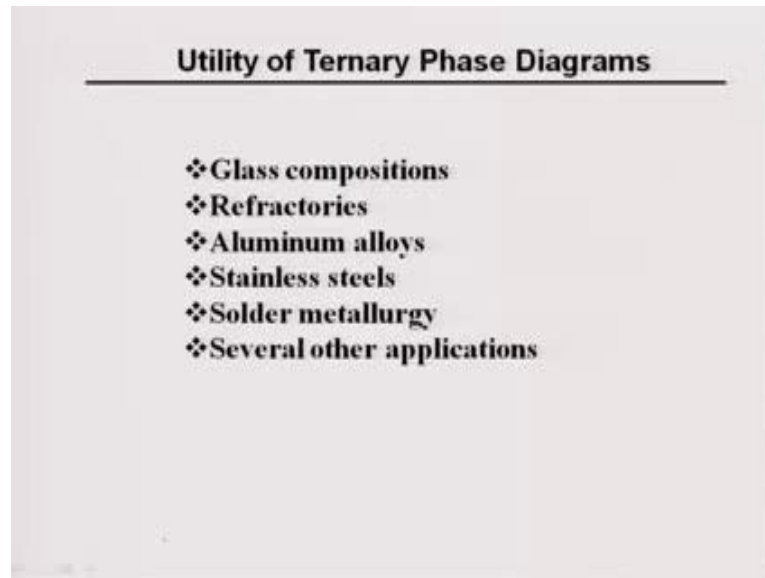 Utility of Ternary Phase Diagrams
❖Glass compositions
❖Refractories
❖Aluminum alloys
❖Stainless steels
❖Solder metallurgy
❖Several other applications